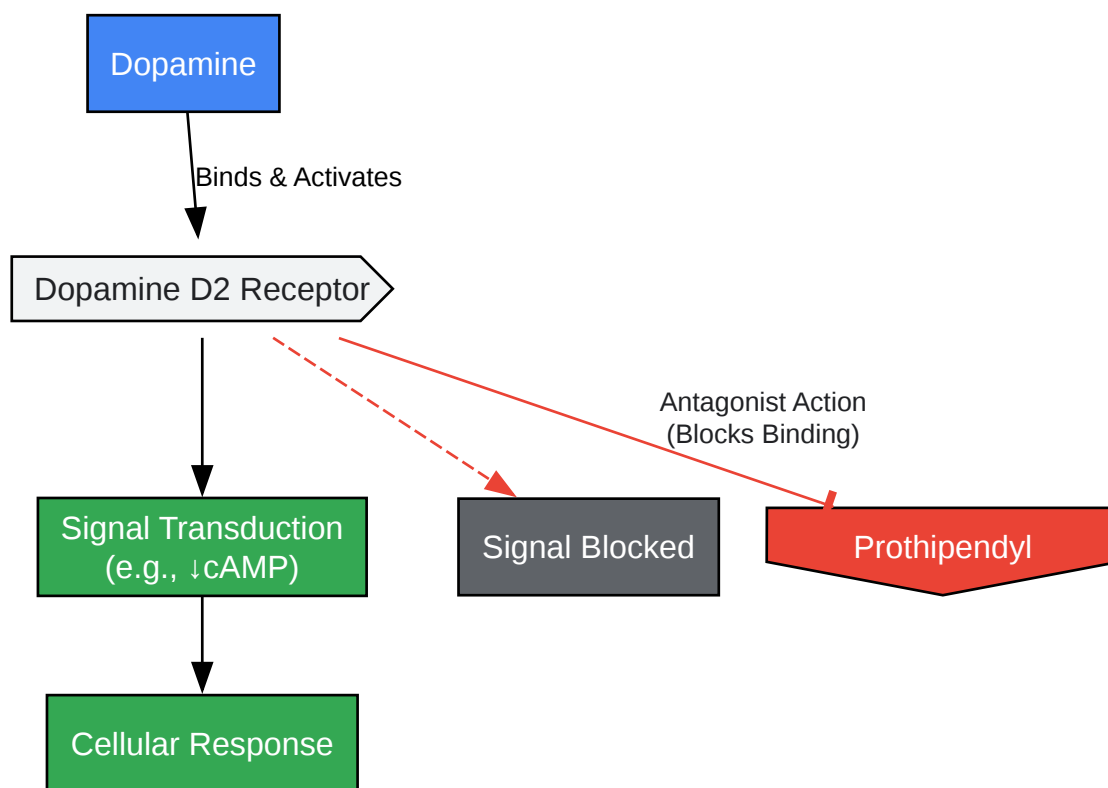 Dopamine
Binds & Activates
Dopamine D2 Receptor
Antagonist Action
(Blocks Binding)
Signal Transduction
(e.g., ↓cAMP)
Signal Blocked
Prothipendyl
Cellular Response